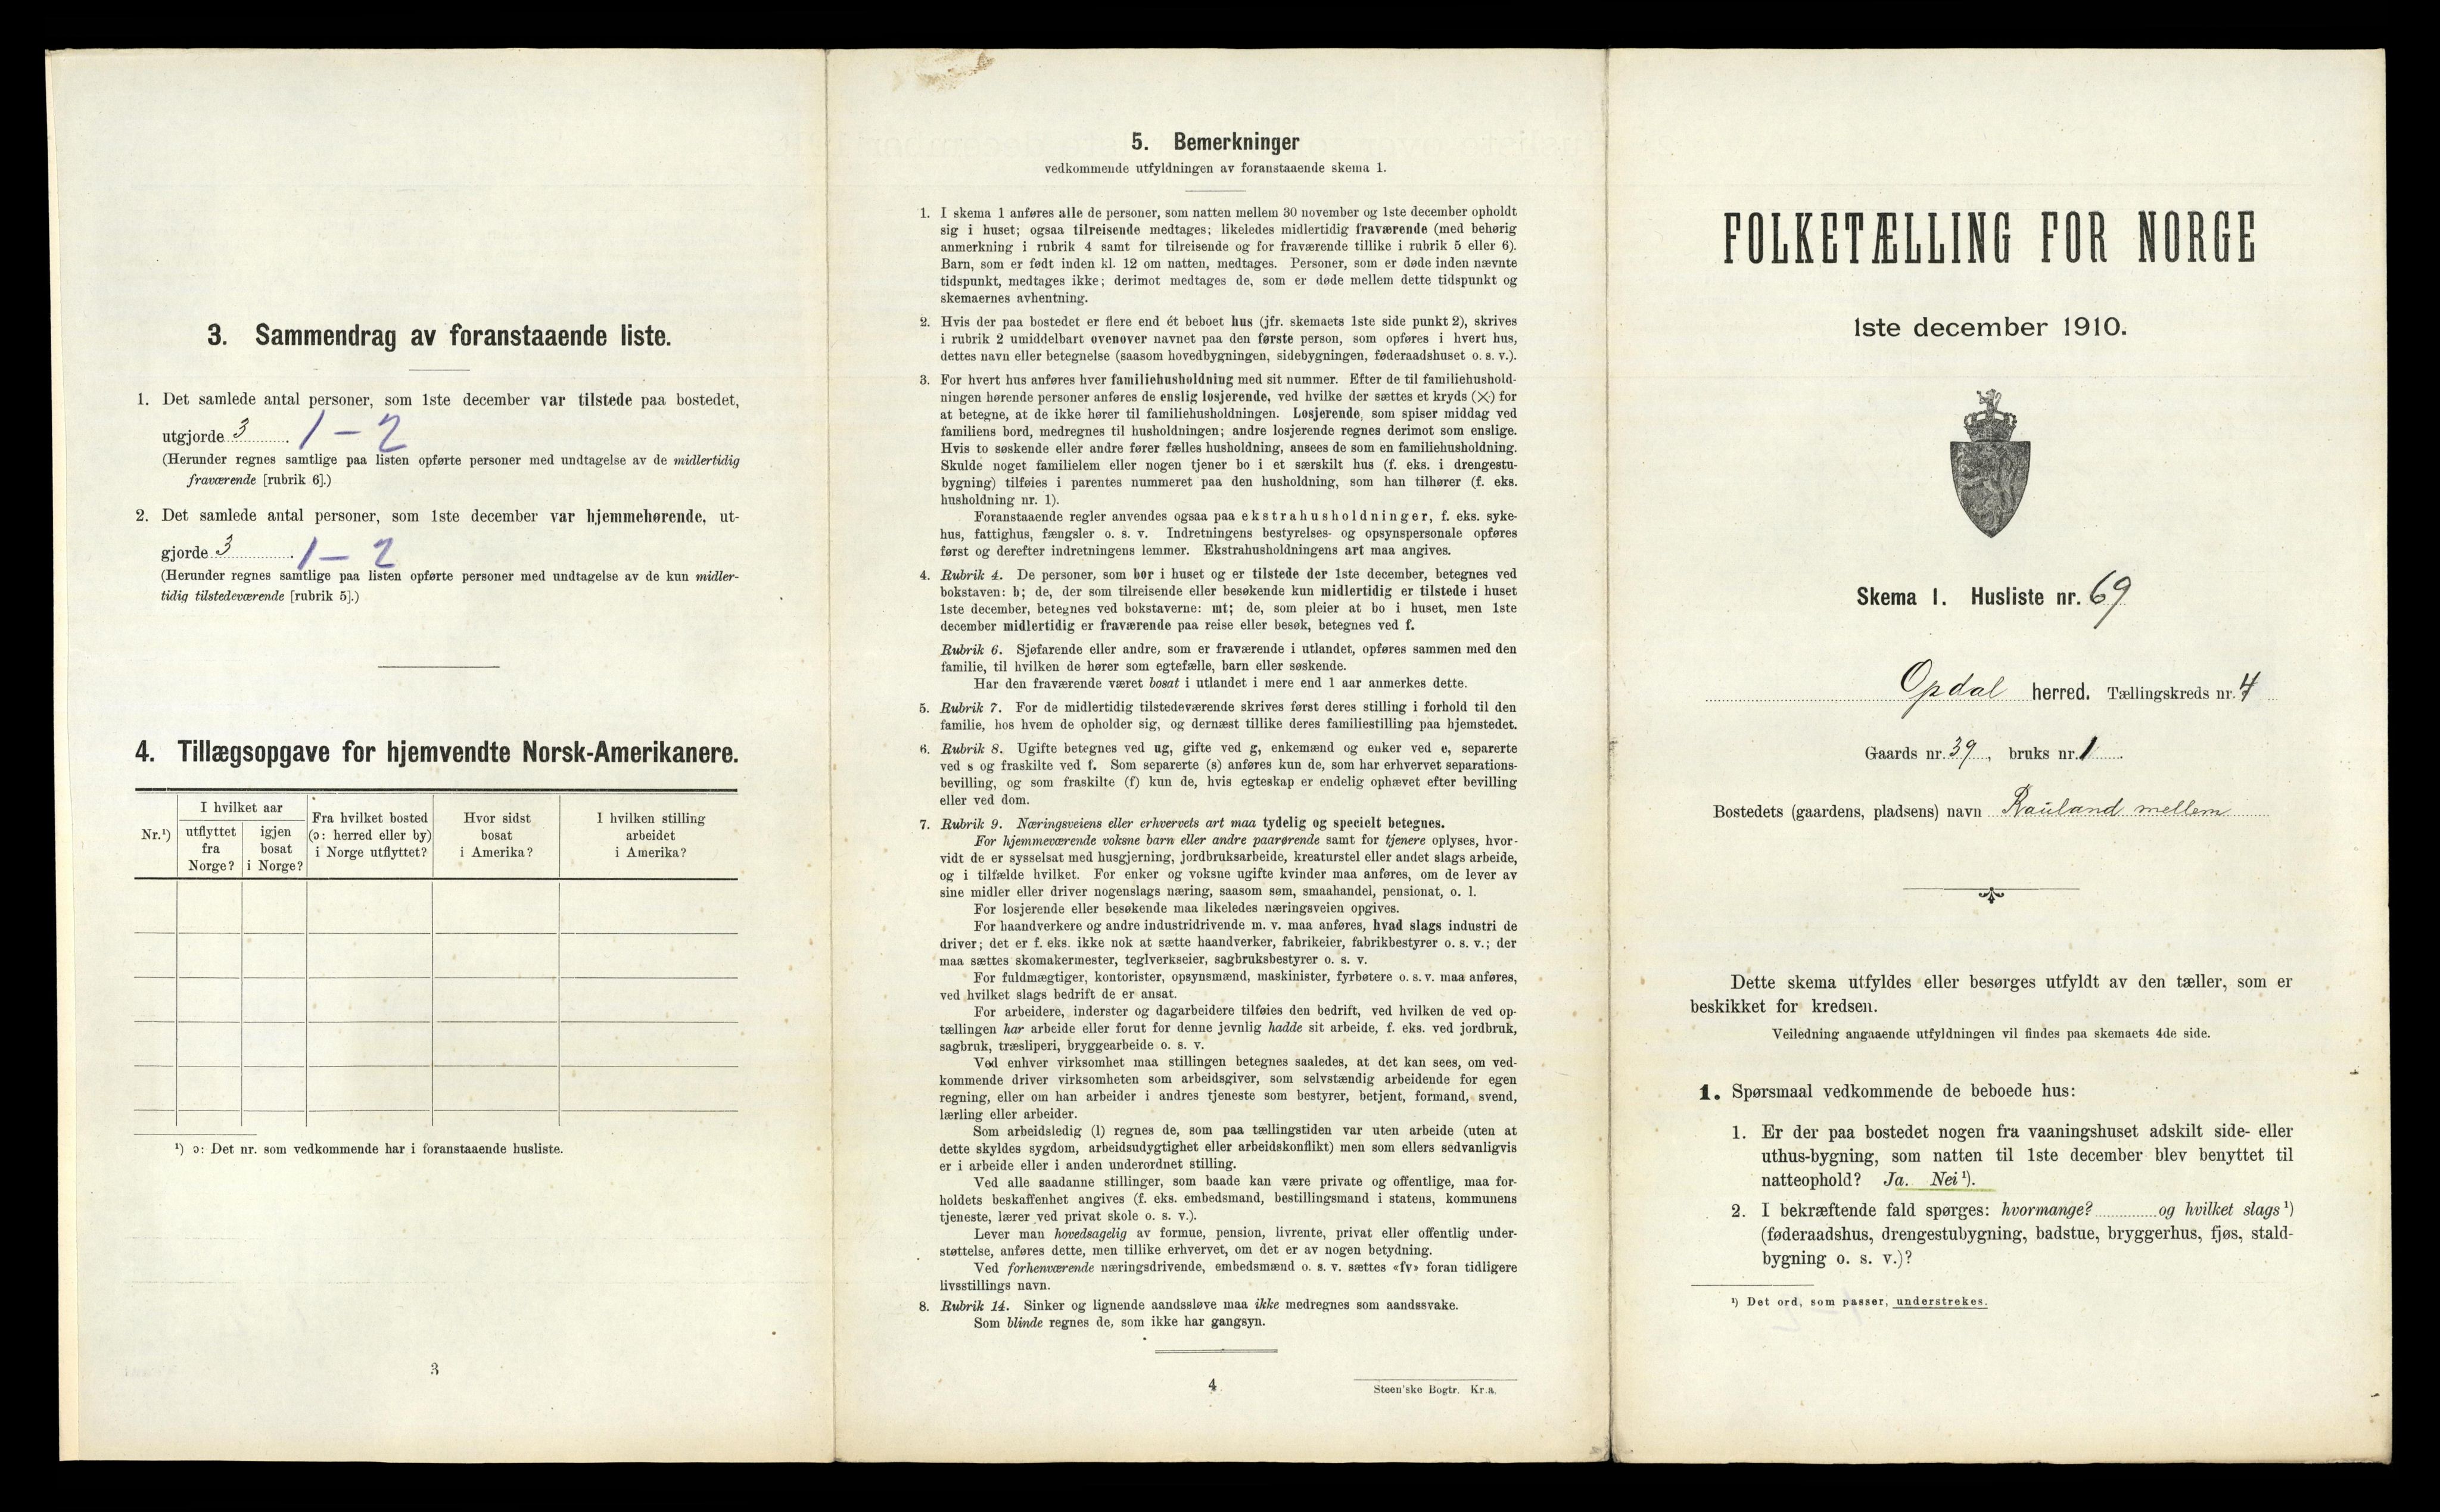 3. Sammendrag av foranstaaende liste.
1. Det samlede antal personer, som 1ste december var tilstede paa bostedet,
utgjorde 3 . 1 – 2
(Herunder regnes samtlige paa listen opførte personer med undtagelse av de midlertidig
fraværende [rubrik 6].)
2. Det samlede antal personer, som 1ste december var hjemmehørende, ut-
gjorde 3 . 1 – 2
(Herunder regnes samtlige paa listen opførte personer med undtagelse av de kun midler-
tidig tilstedeværende [rubrik 5].)
4. Tillægsopgave for hjemvendte Norsk-Amerikanere.
Nr.¹)
I hvilket aar
utflyttet
fra
Norge?
igjen
bosat
i Norge?
Fra hvilket bosted
(ɔ: herred eller by)
i Norge utflyttet?
Hvor sidst
bosat
i Amerika?
I hvilken stilling
arbeidet
i Amerika?
¹) ɔ: Det nr. som vedkommende har i foranstaaende husliste.
3
5. Bemerkninger
vedkommende utfyldningen av foranstaaende skema 1.
1. I skema 1 anføres alle de personer, som natten mellem 30 november og 1ste december opholdt
sig i huset; ogsaa tilreisende medtages; likeledes midlertidig fraværende (med behørig
anmerkning i rubrik 4 samt for tilreisende og for fraværende tillike i rubrik 5 eller 6).
Barn, som er født inden kl. 12 om natten, medtages. Personer, som er døde inden nævnte
tidspunkt, medtages ikke; derimot medtages de, som er døde mellem dette tidspunkt og
skemaernes avhentning.
2. Hvis der paa bostedet er flere end ét beboet hus (jfr. skemaets 1ste side punkt 2), skrives
i rubrik 2 umiddelbart ovenover navnet paa den første person, som opføres i hvert hus,
dettes navn eller betegnelse (saasom hovedbygningen, sidebygningen, føderaadshuset o. s. v.).
3. For hvert hus anføres hver familiehusholdning med sit nummer. Efter de til familiehushold-
ningen hørende personer anføres de enslig losjerende, ved hvilke der sættes et kryds (×) for
at betegne, at de ikke hører til familiehusholdningen. Losjerende, som spiser middag ved
familiens bord, medregnes til husholdningen; andre losjerende regnes derimot som enslige.
Hvis to søskende eller andre fører fælles husholdning, ansees de som en familiehusholdning.
Skulde noget familielem eller nogen tjener bo i et særskilt hus (f. eks. i drengestu-
bygning) tilføies i parentes nummeret paa den husholdning, som han tilhører (f. eks.
husholdning nr. 1).
Foranstaaende regler anvendes ogsaa paa ekstrahusholdninger, f. eks. syke-
hus, fattighus, fængsler o. s. v. Indretningens bestyrelses- og opsynspersonale opføres
først og derefter indretningens lemmer. Ekstrahusholdningens art maa angives.
4. Rubrik 4. De personer, som bor i huset og er tilstede der 1ste december, betegnes ved
bokstaven: b; de, der som tilreisende eller besøkende kun midlertidig er tilstede i huset
1ste december, betegnes ved bokstaverne: mt; de, som pleier at bo i huset, men 1ste
december midlertidig er fraværende paa reise eller besøk, betegnes ved f.
Rubrik 6. Sjøfarende eller andre, som er fraværende i utlandet, opføres sammen med den
familie, til hvilken de hører som egtefælle, barn eller søskende.
Har den fraværende været bosat i utlandet i mere end 1 aar anmerkes dette.
5. Rubrik 7. For de midlertidig tilstedeværende skrives først deres stilling i forhold til den
familie, hos hvem de opholder sig, og dernæst tillike deres familiestilling paa hjemstedet.
6. Rubrik 8. Ugifte betegnes ved ug, gifte ved g, enkemænd og enker ved e, separerte
ved s og fraskilte ved f. Som separerte (s) anføres kun de, som har erhvervet separations-
bevilling, og som fraskilte (f) kun de, hvis egteskap er endelig ophævet efter bevilling
eller ved dom.
7. Rubrik 9. Næringsveiens eller erhvervets art maa tydelig og specielt betegnes.
For hjemmeværende voksne barn eller andre paarørende samt for tjenere oplyses, hvor-
vidt de er sysselsat med husgjerning, jordbruksarbeide, kreaturstel eller andet slags arbeide,
og i tilfælde hvilket. For enker og voksne ugifte kvinder maa anføres, om de lever av
sine midler eller driver nogenslags næring, saasom søm, smaahandel, pensionat, o. l.
For losjerende eller besøkende maa likeledes næringsveien opgives.
For haandverkere og andre industridrivende m. v. maa anføres, hvad slags industri de
driver; det er f. eks. ikke nok at sætte haandverker, fabrikeier, fabrikbestyrer o. s. v.; der
maa sættes skomakermester, teglverkseier, sagbruksbestyrer o. s. v.
For fuldmægtiger, kontorister, opsynsmænd, maskinister, fyrbøtere o. s. v. maa anføres,
ved hvilket slags bedrift de er ansat.
For arbeidere, inderster og dagarbeidere tilføies den bedrift, ved hvilken de ved op-
tællingen har arbeide eller forut for denne jevnlig hadde sit arbeide, f. eks. ved jordbruk,
sagbruk, træsliperi, bryggearbeide o. s. v.
Ved enhver virksomhet maa stillingen betegnes saaledes, at det kan sees, om ved-
kommende driver virksomheten som arbeidsgiver, som selvstændig arbeidende for egen
regning, eller om han arbeider i andres tjeneste som bestyrer, betjent, formand, svend,
lærling eller arbeider.
Som arbeidsledig (l) regnes de, som paa tællingstiden var uten arbeide (uten at
dette skyldes sygdom, arbeidsudygtighet eller arbeidskonflikt) men som ellers sedvanligvis
er i arbeide eller i anden underordnet stilling.
Ved alle saadanne stillinger, som baade kan være private og offentlige, maa for-
holdets beskaffenhet angives (f. eks. embedsmand, bestillingsmand i statens, kommunens
tjeneste, lærer ved privat skole o. s. v.).
Lever man hovedsagelig av formue, pension, livrente, privat eller offentlig under-
støttelse, anføres dette, men tillike erhvervet, om det er av nogen betydning.
Ved forhenværende næringsdrivende, embedsmænd o. s. v. sættes «fv» foran tidligere
livsstillings navn.
8. Rubrik 14. Sinker og lignende aandssløve maa ikke medregnes som aandssvake.
Som blinde regnes de, som ikke har gangsyn.
4
Steen'ske Bogtr. Kr.a.
FOLKETÆLLING FOR NORGE
1ste december 1910.
Skema 1. Husliste nr. 69
Opdal herred. Tællingskreds nr. 4
Gaards nr. 39, bruks nr. 1
Bostedets (gaardens, pladsens) navn Rauland mellem
Dette skema utfyldes eller besørges utfyldt av den tæller, som er
beskikket for kredsen.
Veiledning angaaende utfyldningen vil findes paa skemaets 4de side.
1. Spørsmaal vedkommende de beboede hus:
1. Er der paa bostedet nogen fra vaaningshuset adskilt side- eller
uthus-bygning, som natten til 1ste december blev benyttet til
natteophold? Ja. Nei ¹).
2. I bekræftende fald spørges: hvormange? og hvilket slags ¹)
(føderaadshus, drengestubygning, badstue, bryggerhus, fjøs, stald-
bygning o. s. v.)?
¹) Det ord, som passer, understrekes.